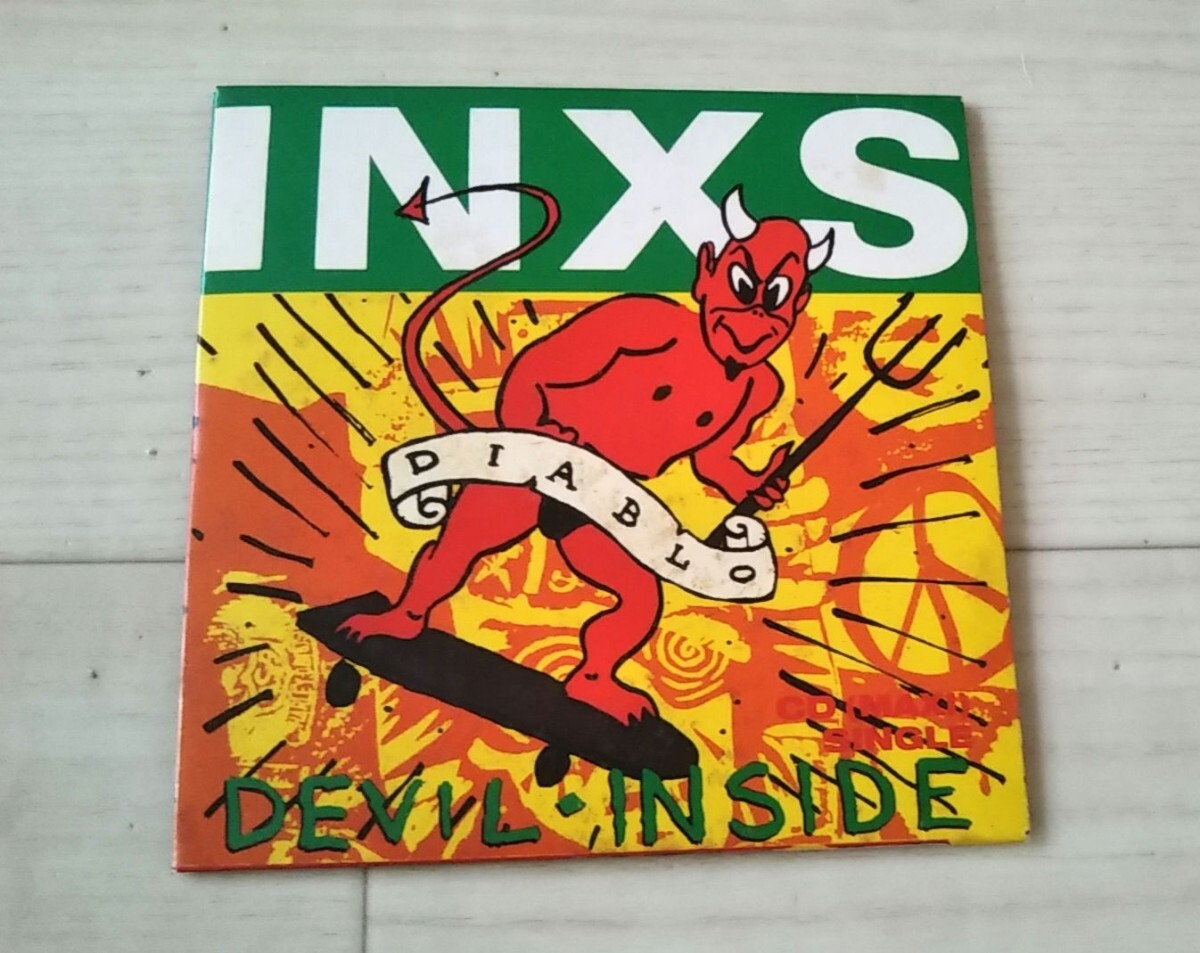 INXS
DIABLO
CD (MAXI)
SINGLE
DEVIL · INSIDE